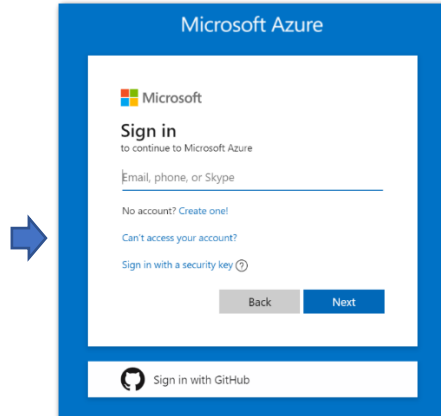 Microsoft Azure
Microsoft
Sign in
to continue to Microsoft Azure
Email, phone, or Skype
No account? Create one!
Can't access your account?
Sign in with a security key ?
Back
Next
Sign in with GitHub